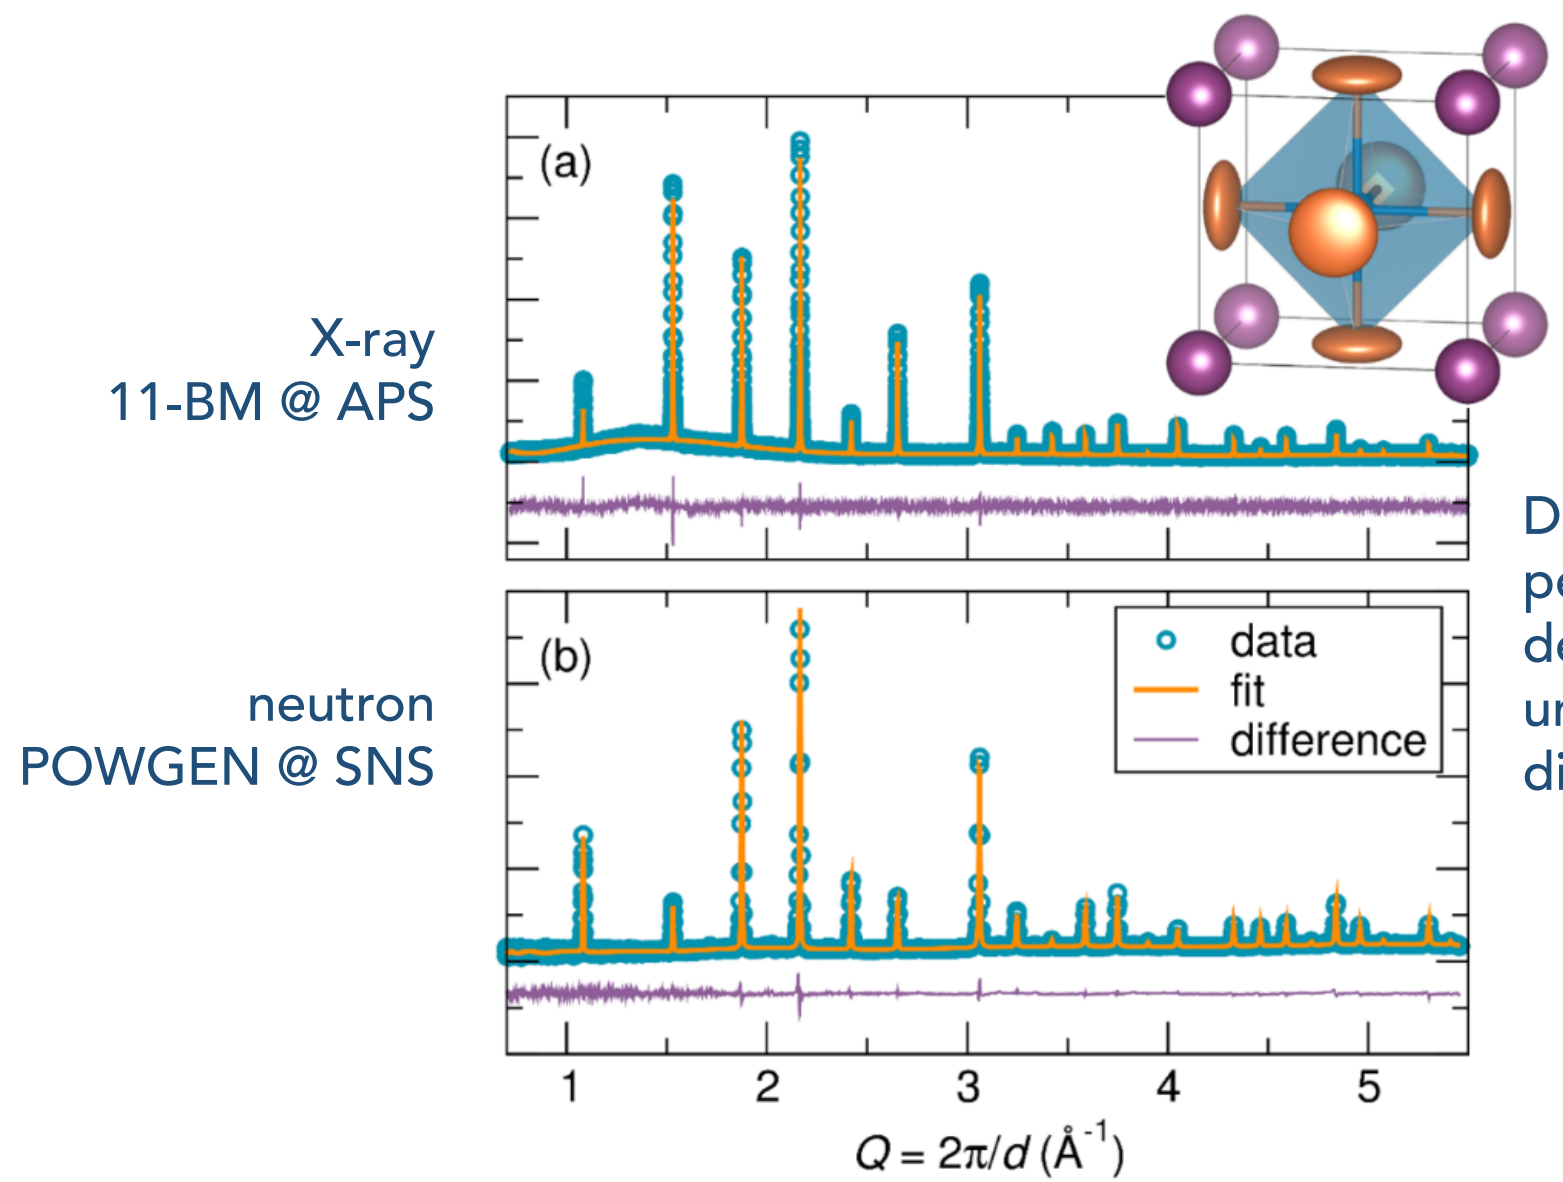 X-ray
11-BM @ APS
(a)
neutron
POWGEN @ SNS
(b)
data
fit
difference
1 2 3 4 5
Q = 2π/d (Å⁻¹)